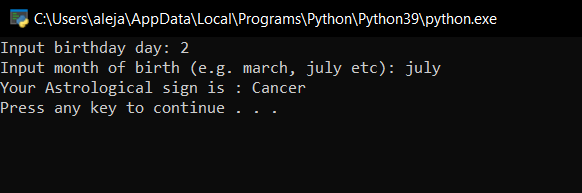 C:\Users\aleja\AppData\Local\Programs\Python\Python39\python.exe
Input birthday day: 2
Input month of birth (e.g. march, july etc): july
Your Astrological sign is : Cancer
Press any key to continue . . .